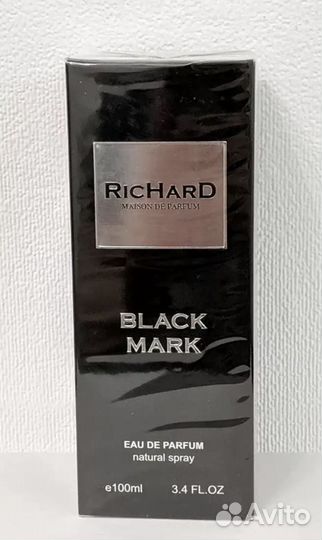 RICHARD
MAISON DE PARFUM
BLACK
MARK
EAU DE PARFUM
natural spray
e100ml 3.4 FL.OZ
Avito